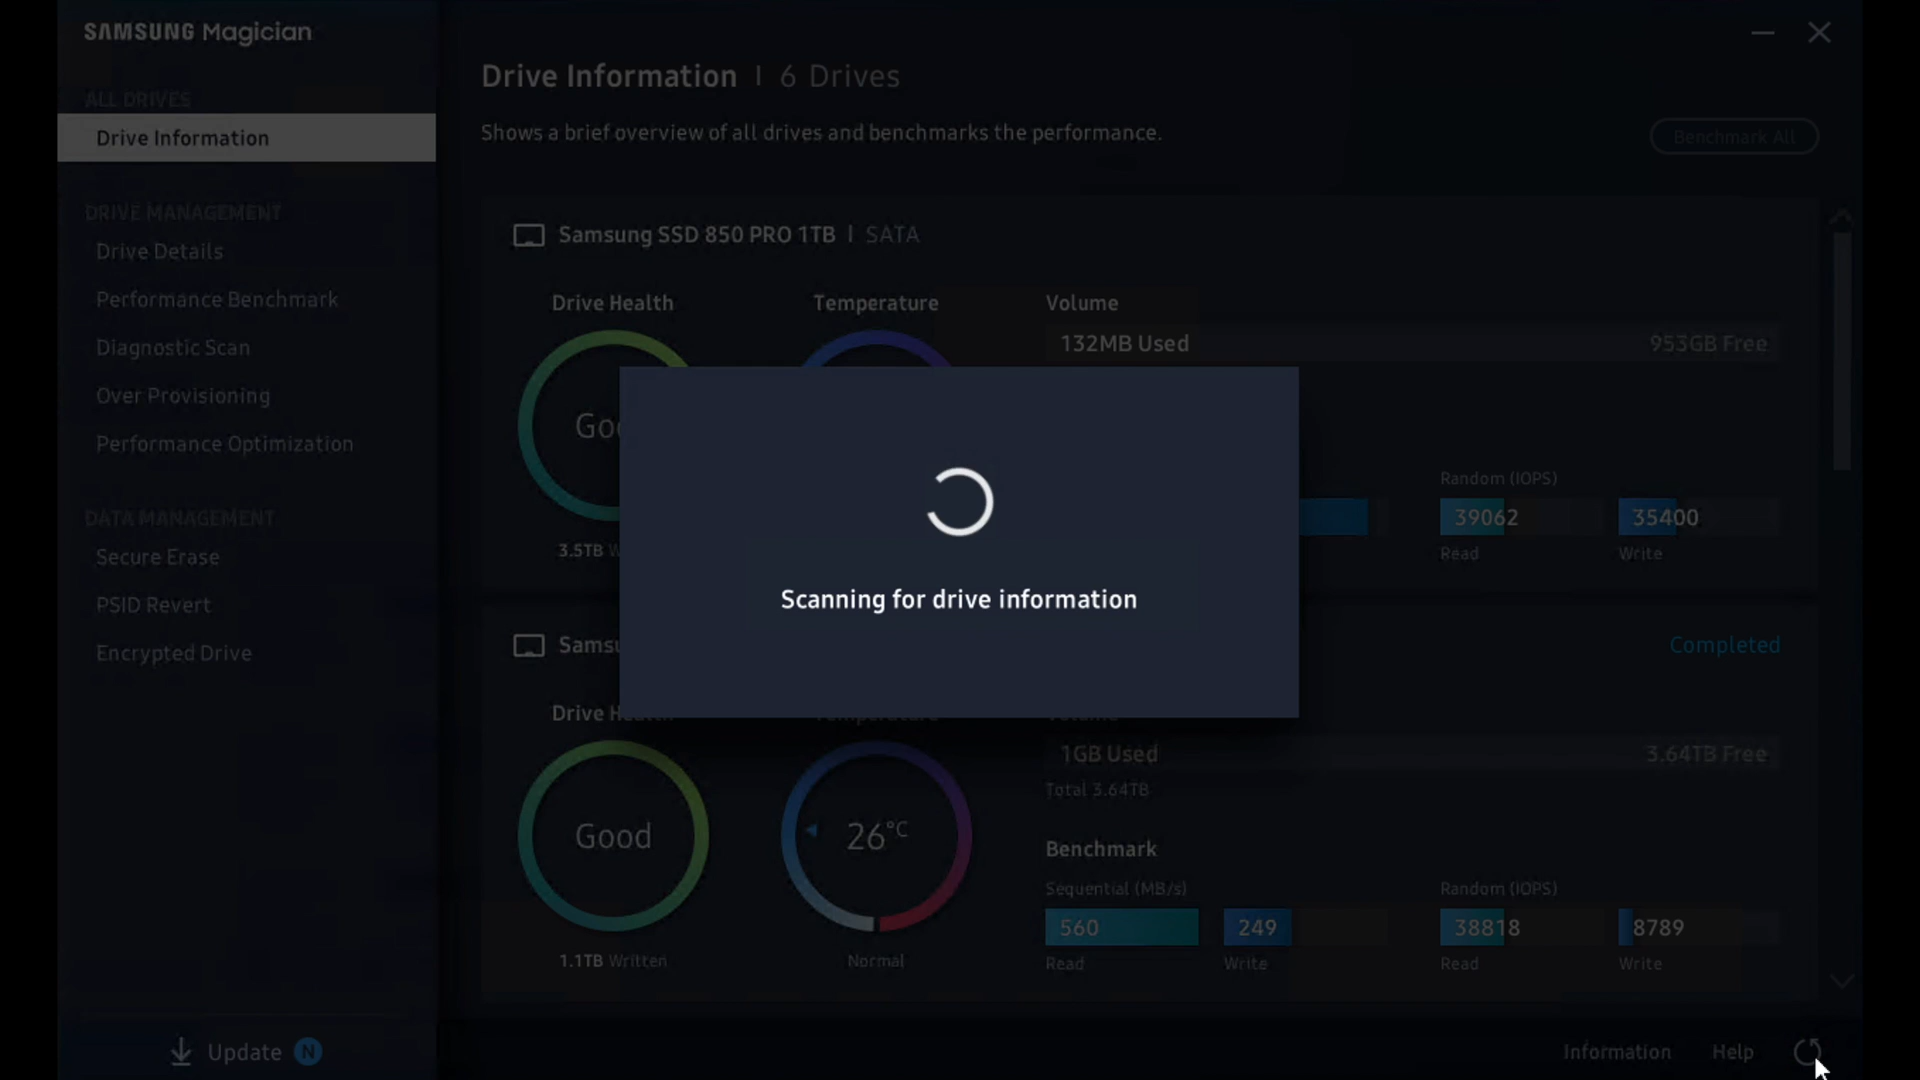 SAMSUNG Magician
Drive Information | 6 Drives
ALL DRIVES
Drive Information
Shows a brief overview of all drives and benchmarks the performance.
Benchmark All
DRIVE MANAGEMENT
Drive Details
Performance Benchmark
Diagnostic Scan
Over Provisioning
Performance Optimization
DATA MANAGEMENT
Secure Erase
PSID Revert
Encrypted Drive
Samsung SSD 850 PRO 1TB | SATA
Drive Health
Temperature
Volume
132MB Used
953GB Free
Random (IOPS)
39062
35400
3.5TB
Read
Write
Scanning for drive information
Completed
Drive
1GB Used
3.64TB Free
Total 3.64TB
Good
26°C
Benchmark
Sequential (MB/s)
Random (IOPS)
560
249
38818
8789
1.1TB Written
Normal
Read
Write
Read
Write
Update N
Information
Help